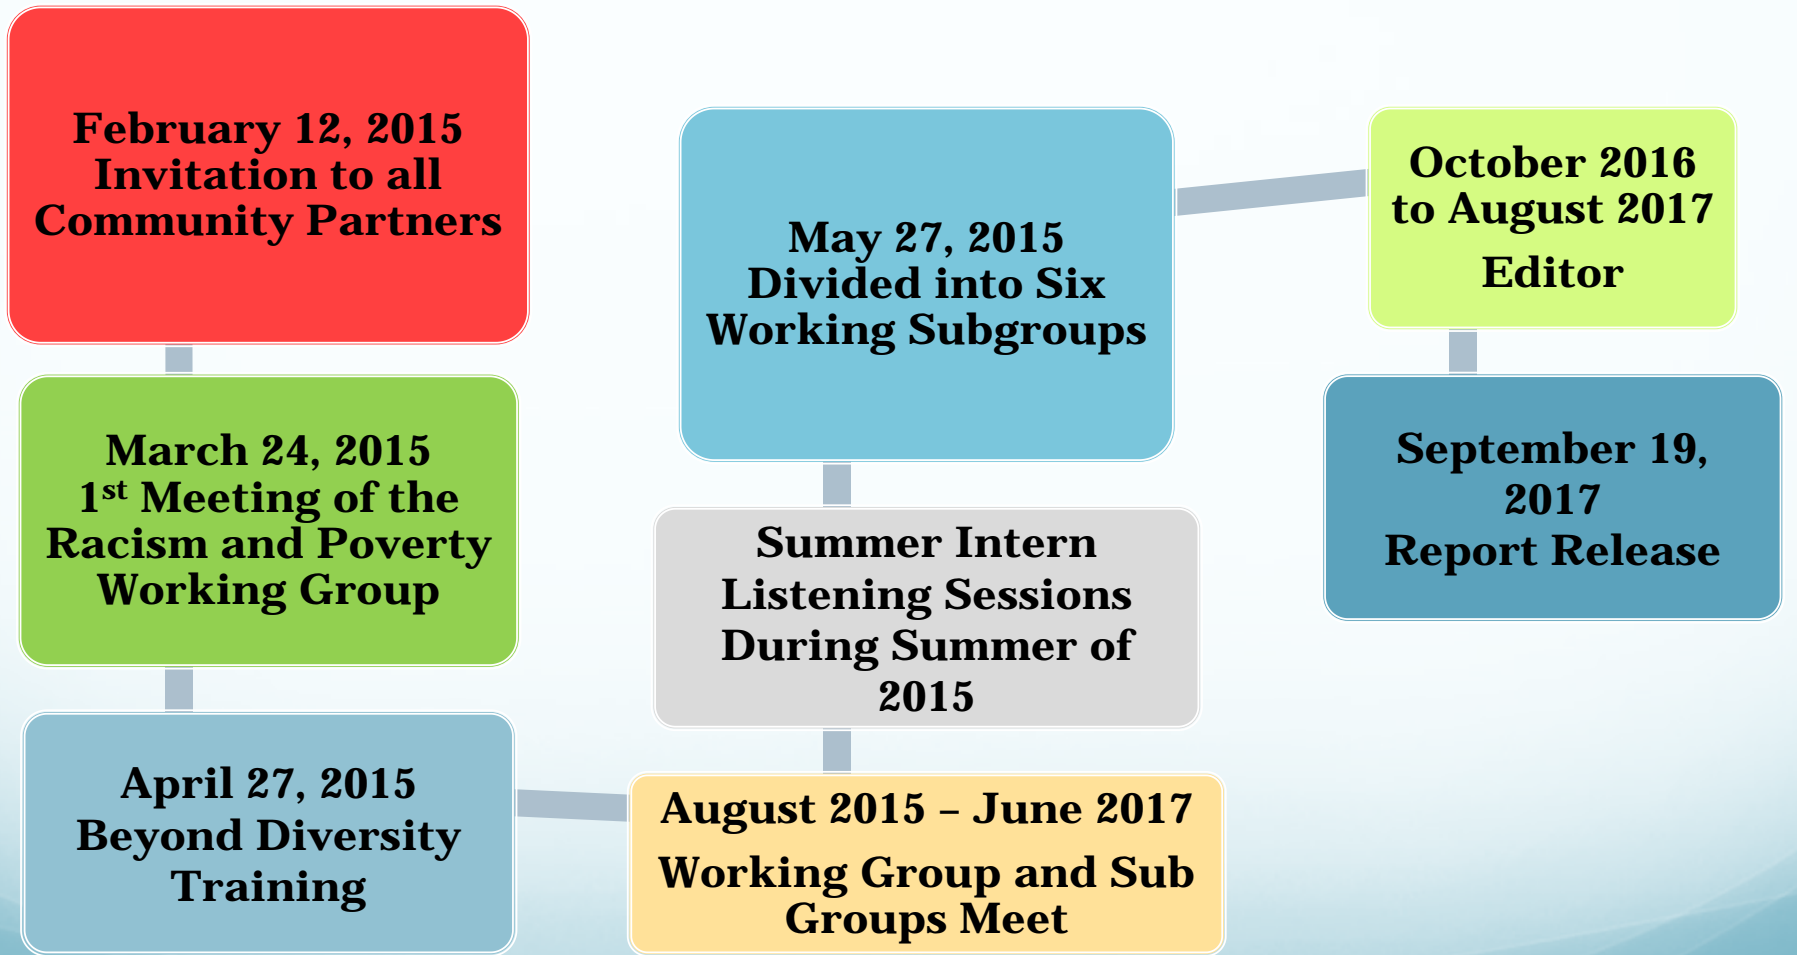 February 12, 2015
Invitation to all
Community Partners
March 24, 2015
1st Meeting of the
Racism and Poverty
Working Group
April 27, 2015
Beyond Diversity
Training
May 27, 2015
Divided into Six
Working Subgroups
Summer Intern
Listening Sessions
During Summer of
2015
August 2015 – June 2017
Working Group and Sub
Groups Meet
October 2016
to August 2017
Editor
September 19,
2017
Report Release